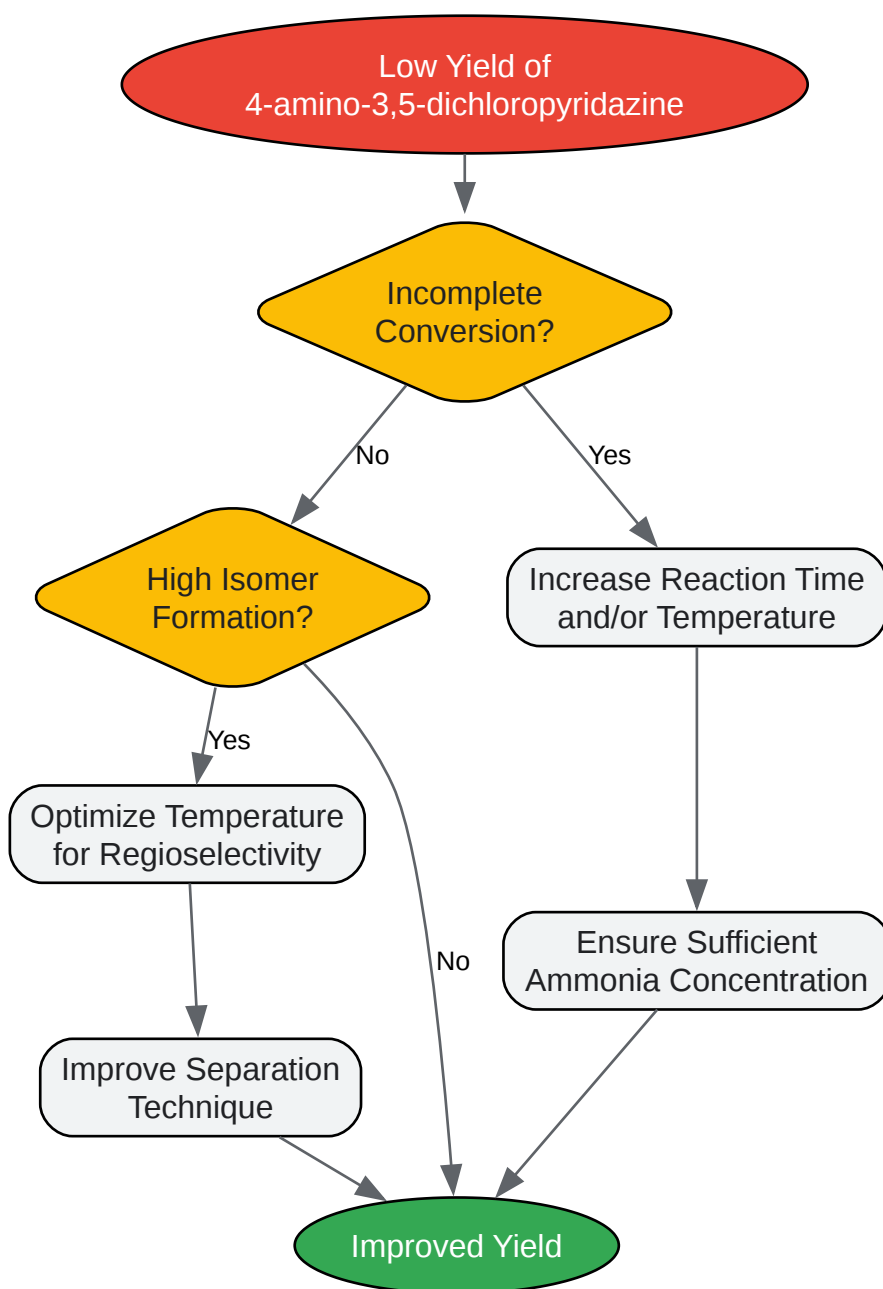 Low Yield of
4-amino-3,5-dichloropyridazine
Incomplete
Conversion?
No
Yes
High Isomer
Formation?
Increase Reaction Time
and/or Temperature
Yes
Optimize Temperature
for Regioselectivity
No
Ensure Sufficient
Ammonia Concentration
Improve Separation
Technique
Improved Yield